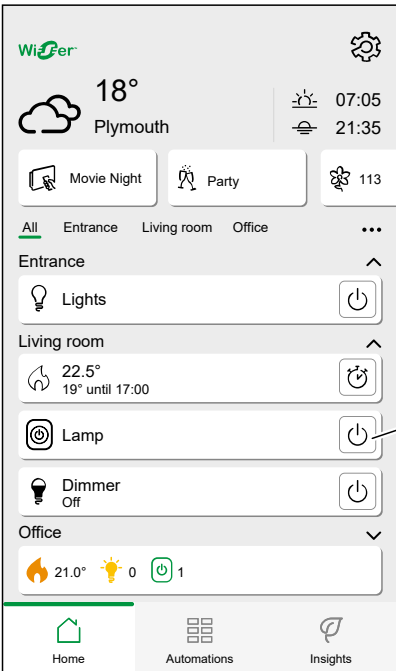 Wiser
18°
Plymouth
07:05
21:35
Movie Night
Party
113
All Entrance Living room Office
Entrance
Lights
Living room
22.5°
19° until 17:00
Lamp
Dimmer
Off
Office
21.0° 0 1
Home Automations Insights